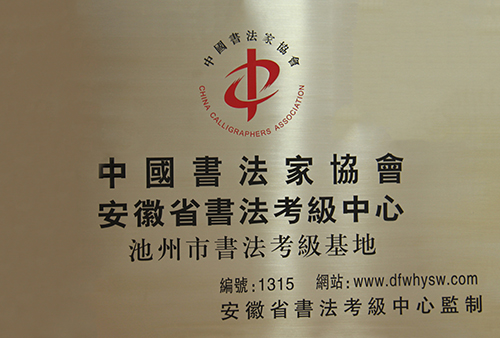 中國書法家協會
CHINA CALLIGRAPHERS ASSOCIATION
中國書法家協會
安徽省書法考級中心
池州市書法考級基地
編號:1315 網站:www.dfwhysw.com
安徽省書法考級中心監制